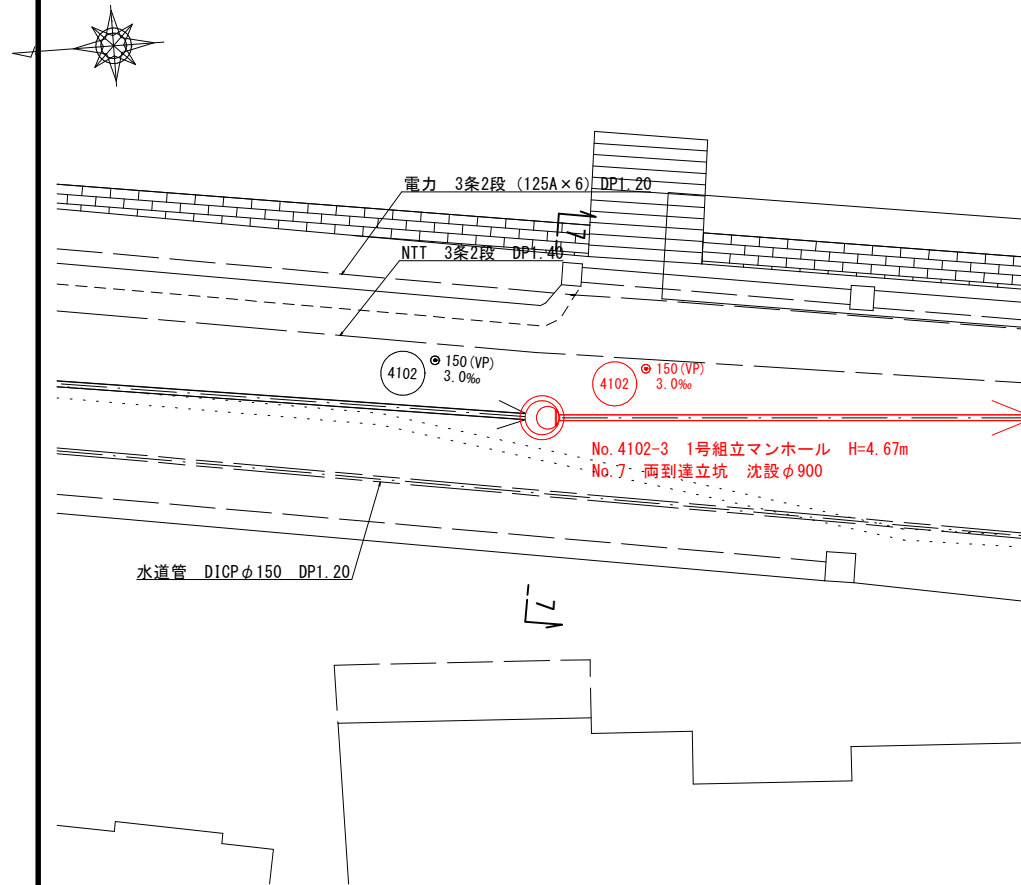 電力 3条2段 (125A×6) DP1.20
7
NTT 3条2段 DP1.40
4102
150(VP)
3.0‰
4102
150(VP)
3.0‰
No.4102-3 1号組立マンホール H=4.67m
No.7 両到達立坑 沈設φ900
水道管 DICPφ150 DP1.20
7